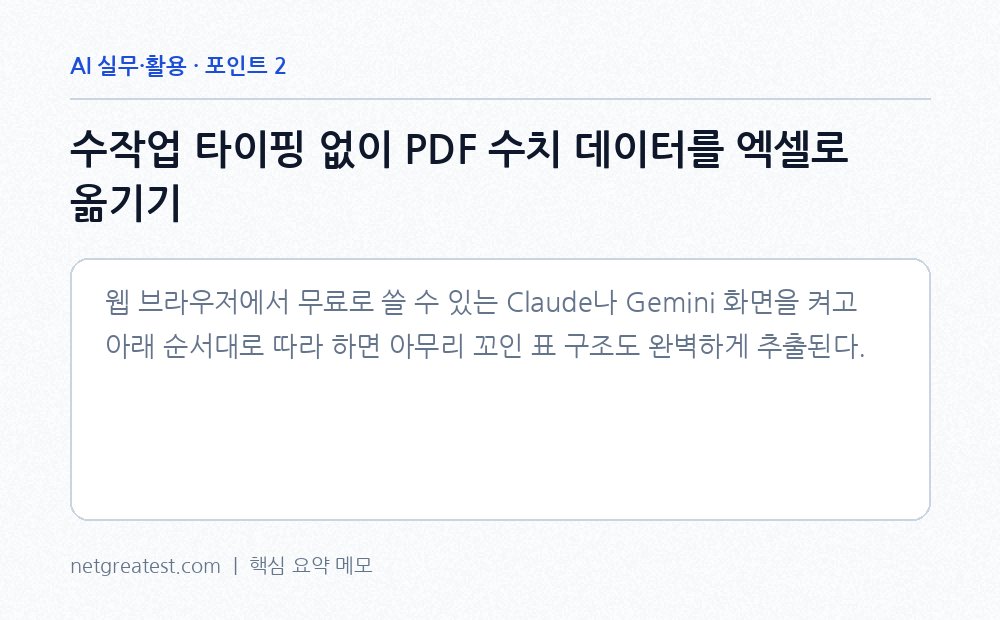 AI 실무·활용 · 포인트 2
수작업 타이핑 없이 PDF 수치 데이터를 엑셀로
옮기기
웹 브라우저에서 무료로 쓸 수 있는 Claude나 Gemini 화면을 켜고
아래 순서대로 따라 하면 아무리 꼬인 표 구조도 완벽하게 추출된다.
netgreatest.com | 핵심 요약 메모